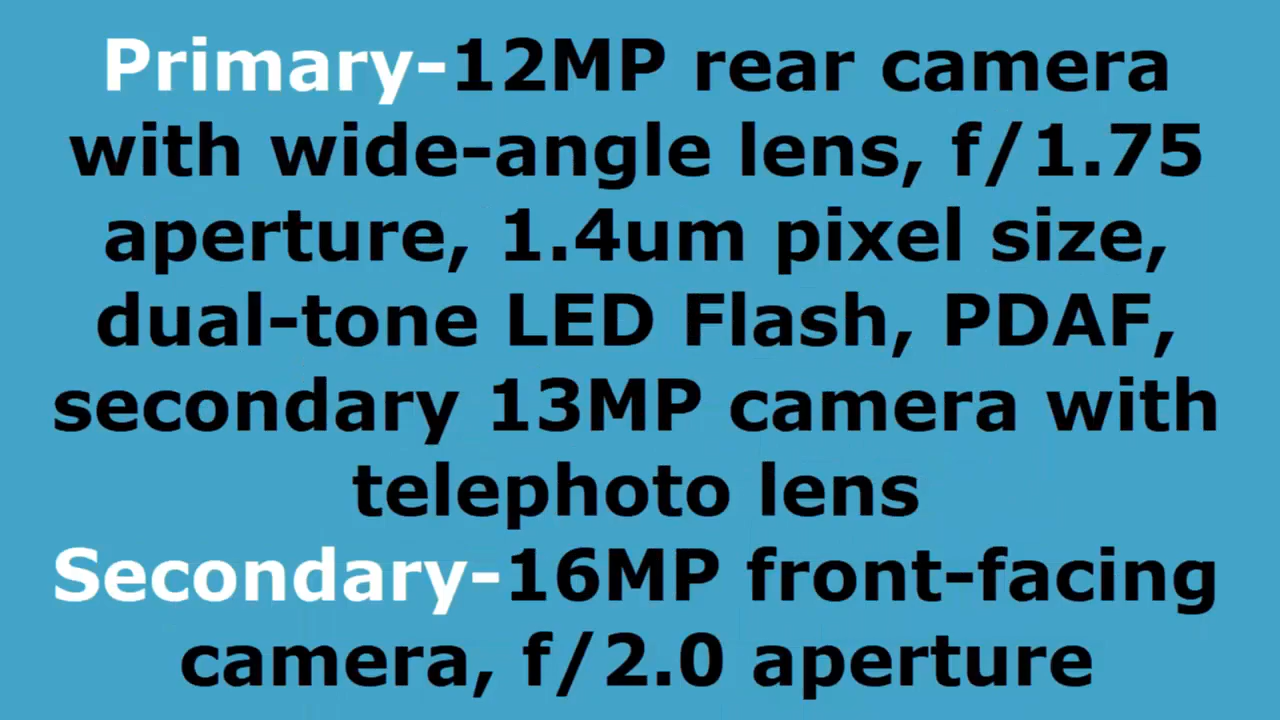 Primary-12MP rear camera
with wide-angle lens, f/1.75
aperture, 1.4um pixel size,
dual-tone LED Flash, PDAF,
secondary 13MP camera with
telephoto lens
Secondary-16MP front-facing
camera, f/2.0 aperture